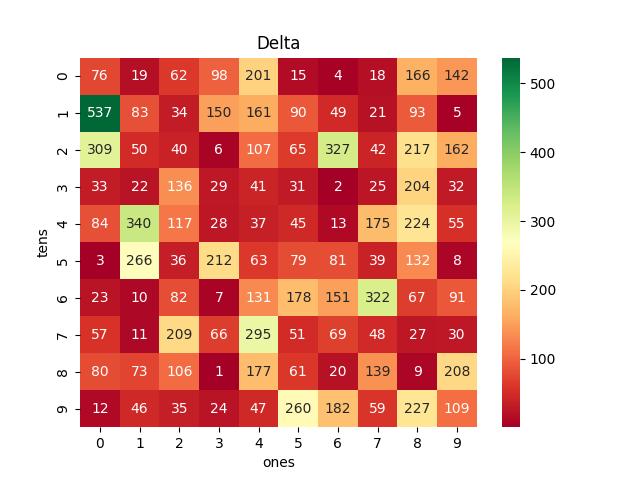 Delta
0 76 19 62 98 201 15 4 18 166 142
1 537 83 34 150 161 90 49 21 93 5
2 309 50 40 6 107 65 327 42 217 162
3 33 22 136 29 41 31 2 25 204 32
4 84 340 117 28 37 45 13 175 224 55
5 3 266 36 212 63 79 81 39 132 8
6 23 10 82 7 131 178 151 322 67 91
7 57 11 209 66 295 51 69 48 27 30
8 80 73 106 1 177 61 20 139 9 208
9 12 46 35 24 47 260 182 59 227 109
0 1 2 3 4 5 6 7 8 9
ones
tens
500
400
300
200
100